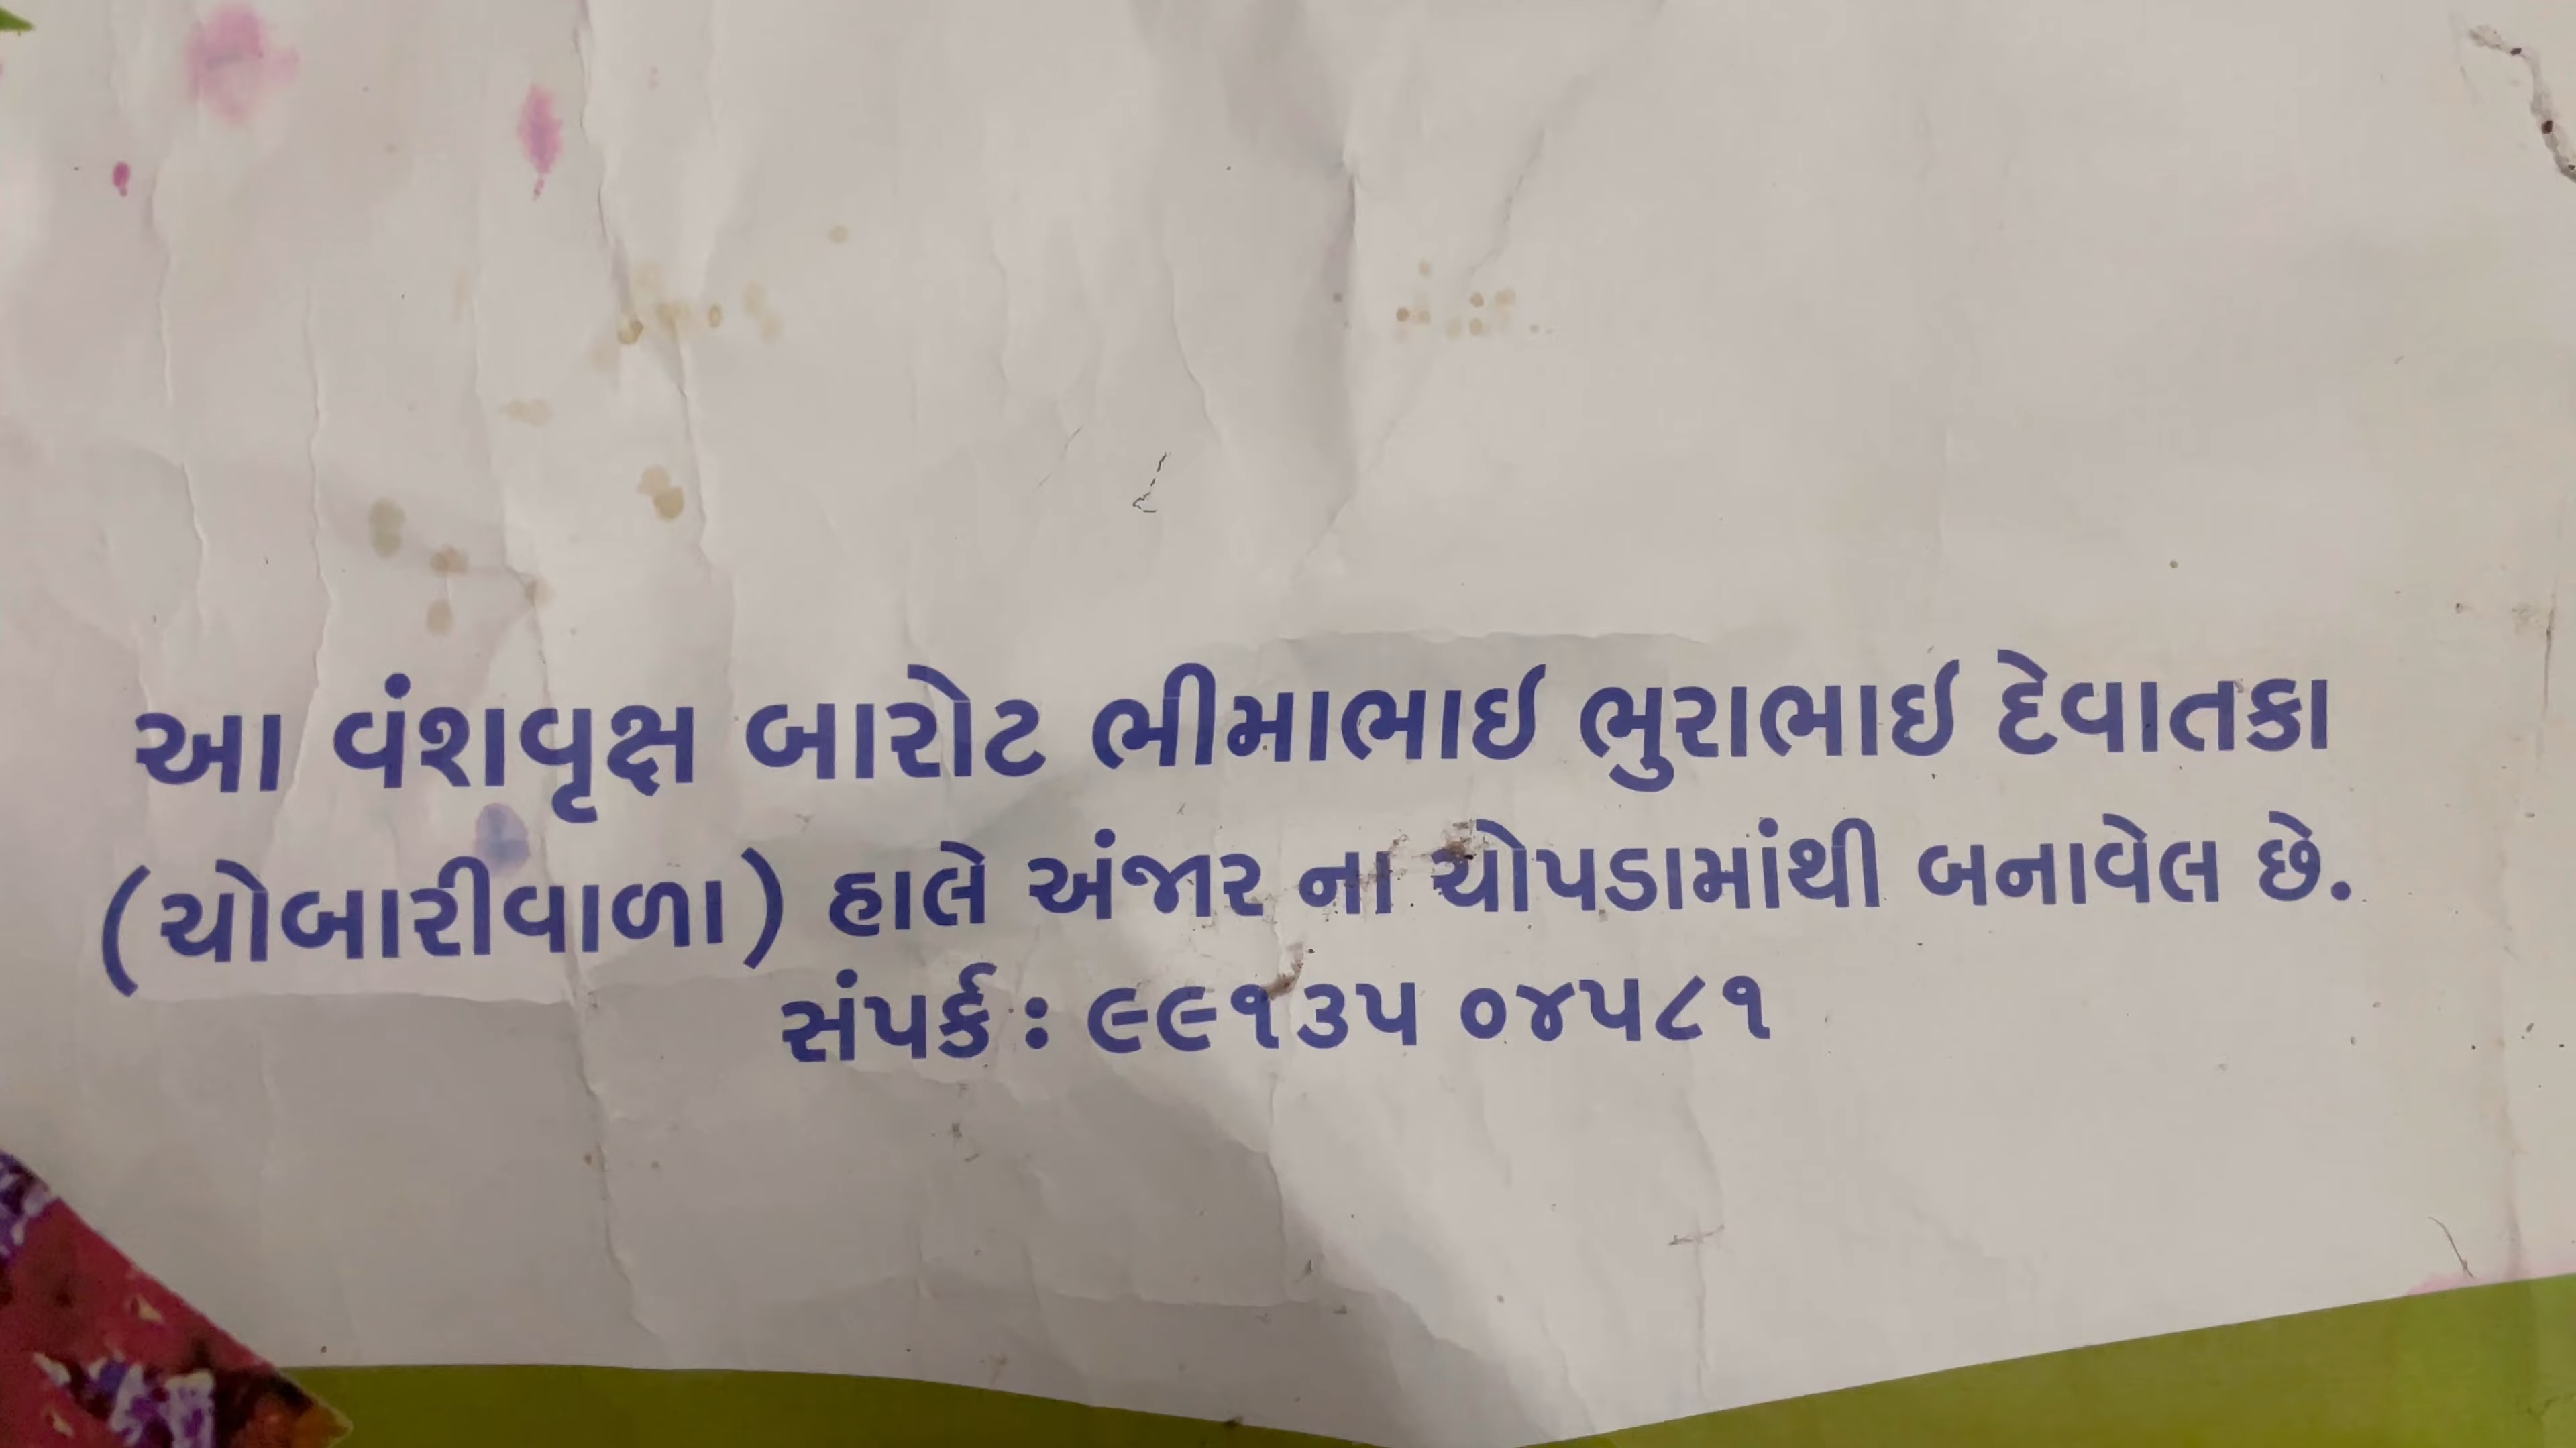 આ વંશવૃક્ષ બારોટ ભીમાભાઈ ભુરાભાઈ દેવાતકા
(ચોબારીવાળા) હાલે અંજાર ના ચોપડામાંથી બનાવેલ છે.
સંપર્ક : ૯૯૧૩૫ ૦૪૫૮૧